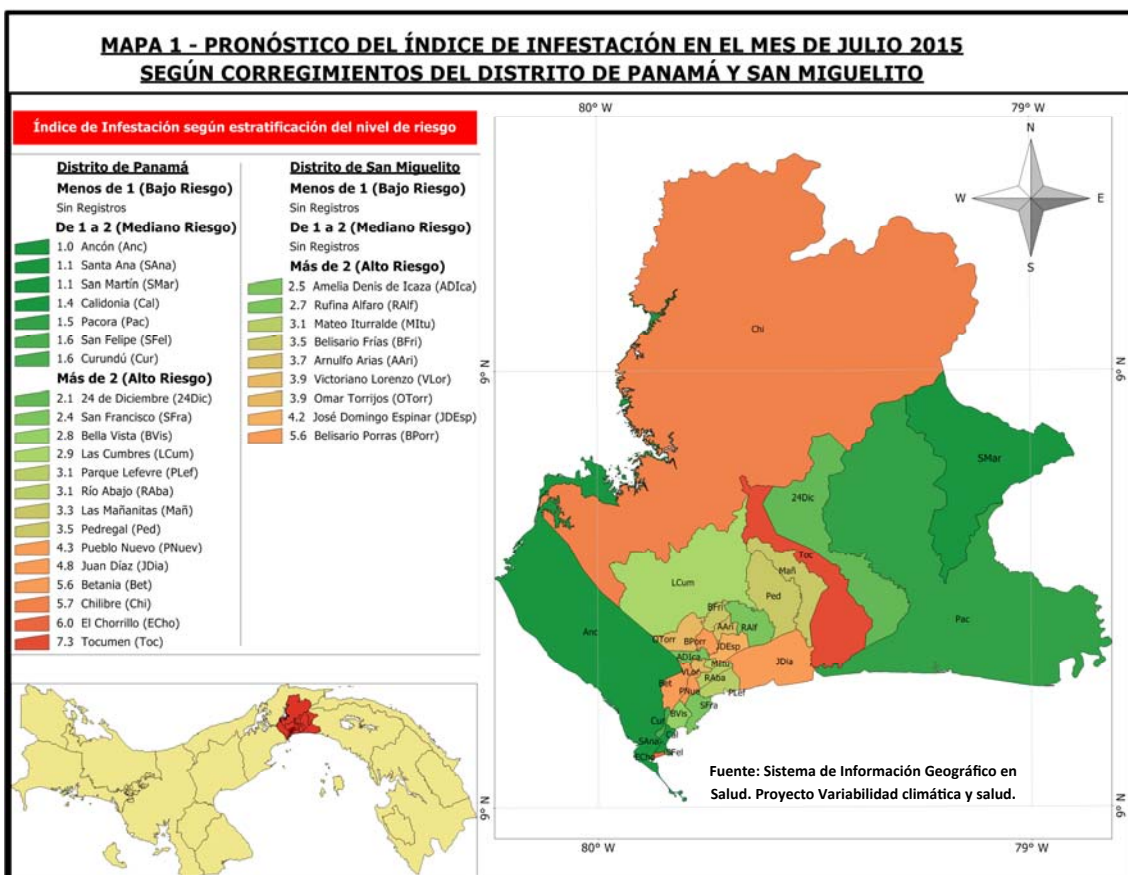 MAPA 1 - PRONÓSTICO DEL ÍNDICE DE INFESTACIÓN EN EL MES DE JULIO 2015
SEGÚN CORREGIMIENTOS DEL DISTRITO DE PANAMÁ Y SAN MIGUELITO
Índice de Infestación según estratificación del nivel de riesgo
Distrito de Panamá
Menos de 1 (Bajo Riesgo)
Sin Registros
De 1 a 2 (Mediano Riesgo)
1.0 Ancón (Anc)
1.1 Santa Ana (SAna)
1.1 San Martín (SMar)
1.4 Calidonia (Cal)
1.5 Pacora (Pac)
1.6 San Felipe (SFel)
1.6 Curundú (Cur)
Más de 2 (Alto Riesgo)
2.1 24 de Diciembre (24Dic)
2.4 San Francisco (SFra)
2.8 Bella Vista (BVis)
2.9 Las Cumbres (LCum)
3.1 Parque Lefevre (PLef)
3.1 Río Abajo (RAba)
3.3 Las Mañanitas (Mañ)
3.5 Pedregal (Ped)
4.3 Pueblo Nuevo (PNuev)
4.8 Juan Díaz (JDia)
5.6 Betania (Bet)
5.7 Chilibre (Chi)
6.0 El Chorrillo (ECho)
7.3 Tocumen (Toc)
Distrito de San Miguelito
Menos de 1 (Bajo Riesgo)
Sin Registros
De 1 a 2 (Mediano Riesgo)
Sin Registros
Más de 2 (Alto Riesgo)
2.5 Amelia Denis de Icaza (ADIca)
2.7 Rufina Alfaro (RAlf)
3.1 Mateo Iturralde (MItu)
3.5 Belisario Frías (BFri)
3.7 Arnulfo Arias (AAri)
3.9 Victoriano Lorenzo (VLor)
3.9 Omar Torrijos (OTorr)
4.2 José Domingo Espinar (JDEsp)
5.6 Belisario Porras (BPorr)
80° W
79° W
N
W
E
S
9° N
9° N
Chi
SMar
24Dic
Toc
Mañ
LCum
Ped
Pac
Anc
BFri
AAri
RAlf
OTorr
BPorr
JDEsp
ADIca
MItu
JDia
VLor
RAba
Bet
PNue
PLef
SFra
BVis
Cur
Cal
SAna
SFel
ECho
Fuente: Sistema de Información Geográfico en
Salud. Proyecto Variabilidad climática y salud.
9° N
9° N
80° W
79° W